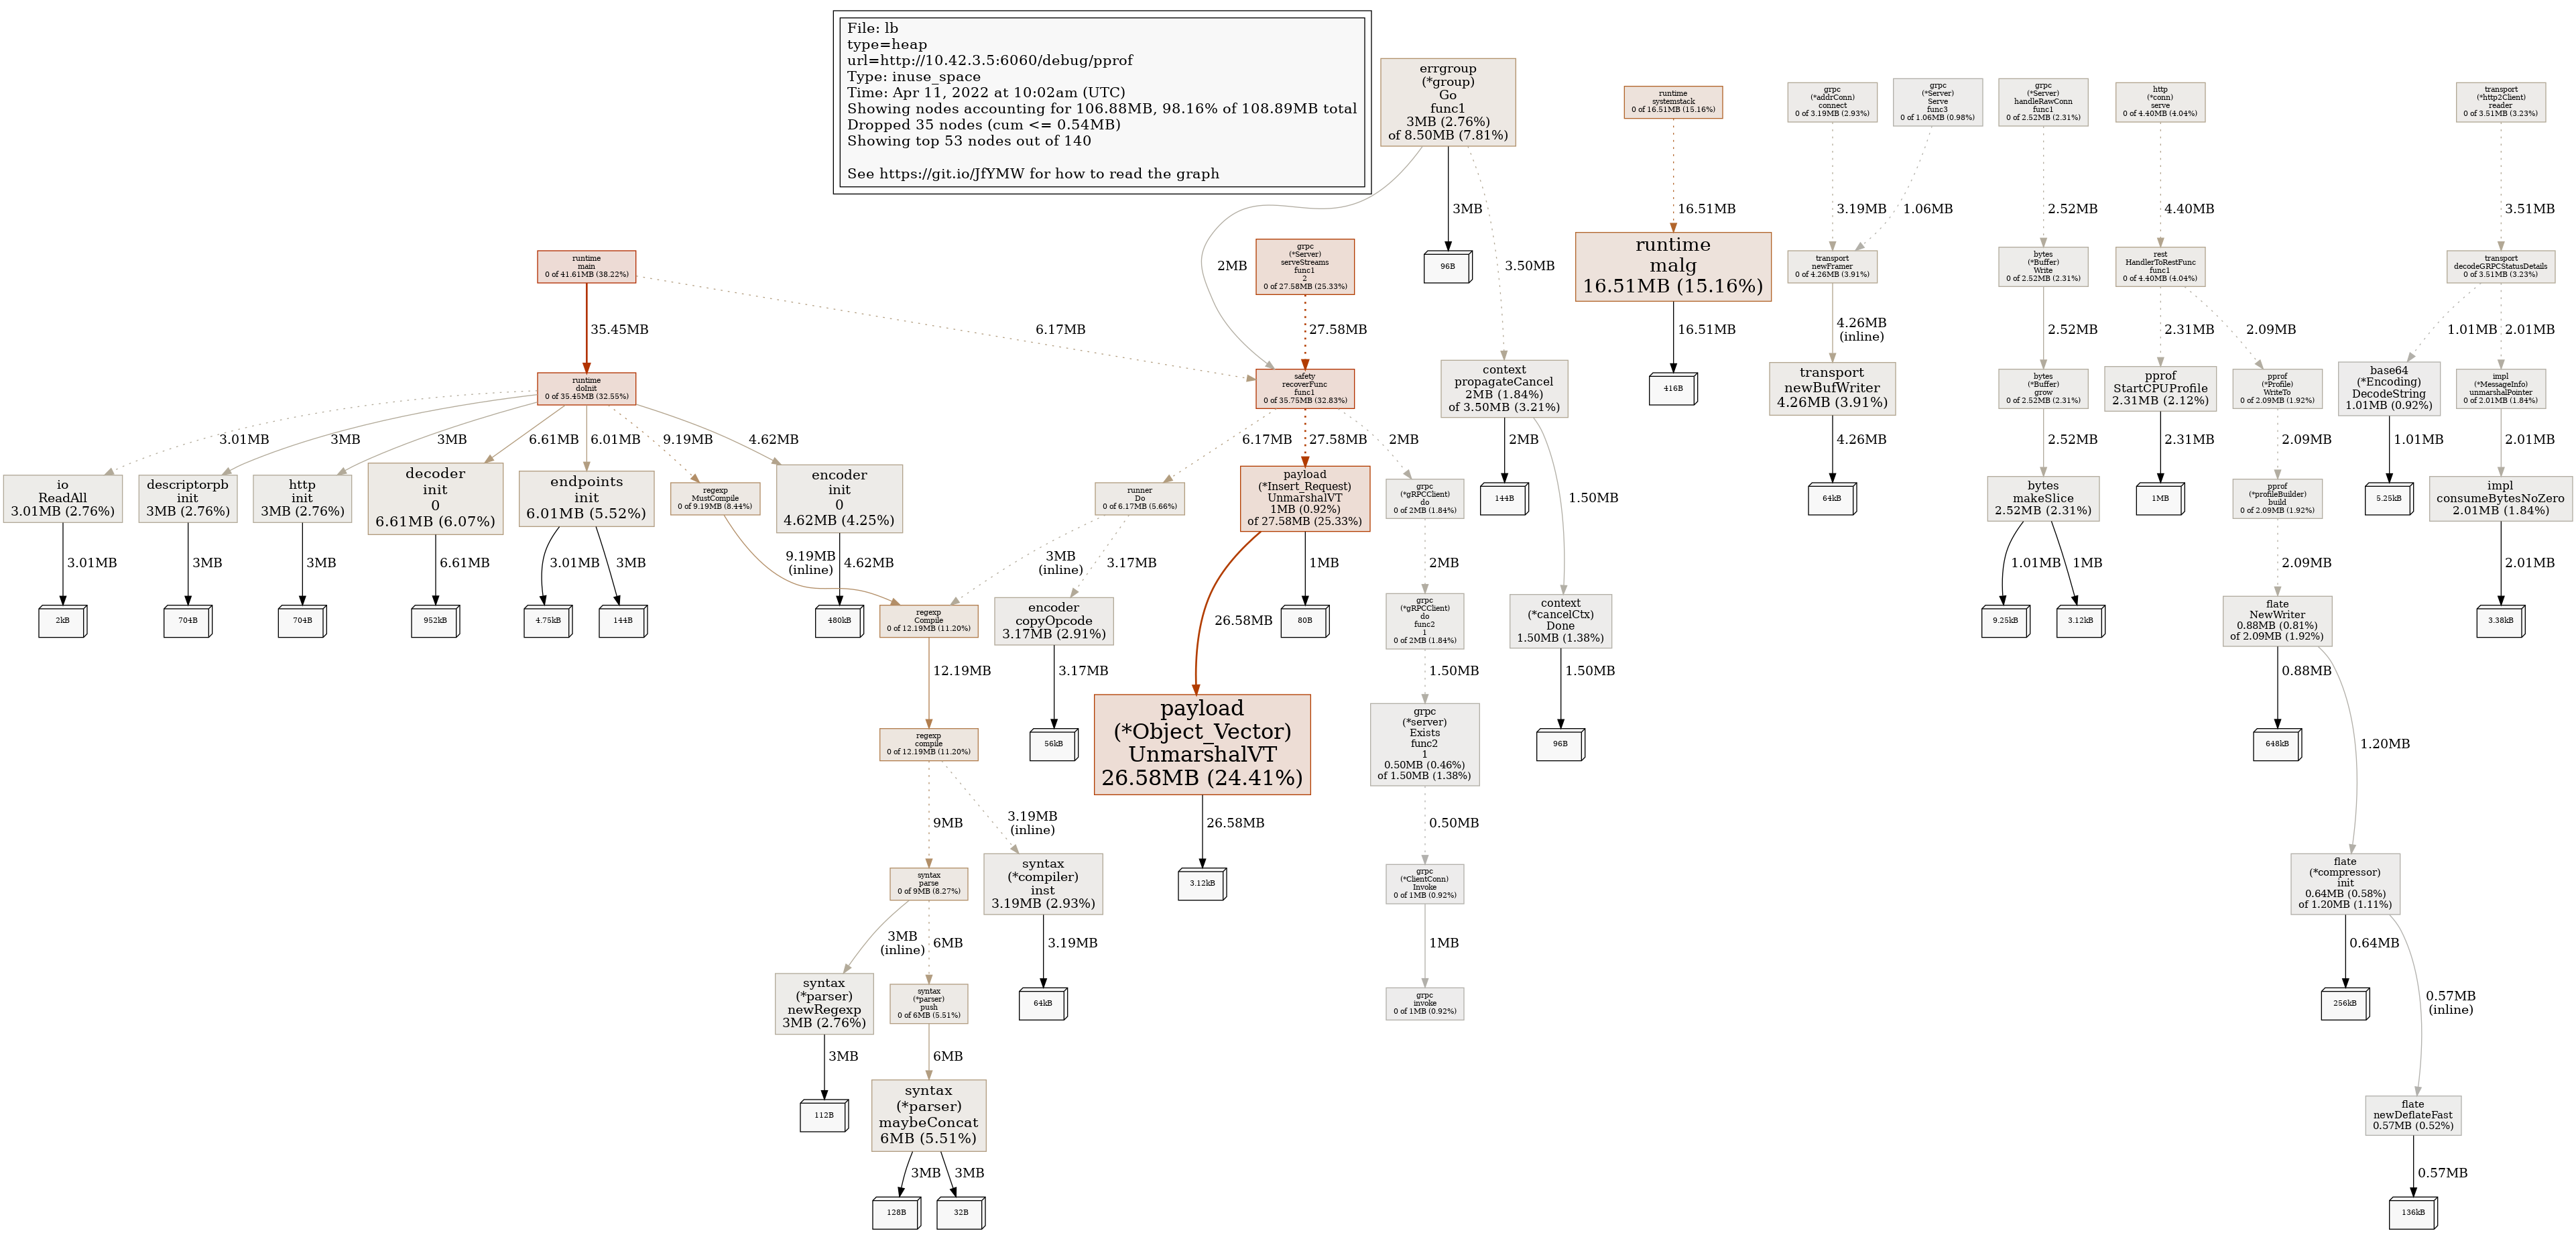 File: lb
type=heap
url=http://10.42.3.5:6060/debug/pprof
Type: inuse_space
Time: Apr 11, 2022 at 10:02am (UTC)
Showing nodes accounting for 106.88MB, 98.16% of 108.89MB total
Dropped 35 nodes (cum <= 0.54MB)
Showing top 53 nodes out of 140
See https://git.io/JfYMW for how to read the graph
errgroup
(*group)
Go
func1
3MB (2.76%)
of 8.50MB (7.81%)
runtime
systemstack
0 of 16.51MB (15.16%)
grpc
(*addrConn)
connect
0 of 3.19MB (2.93%)
grpc
(*Server)
Serve
func3
0 of 1.06MB (0.98%)
grpc
(*Server)
handleRawConn
func1
0 of 2.52MB (2.31%)
http
(*conn)
serve
0 of 4.40MB (4.04%)
transport
(*http2Client)
reader
0 of 3.51MB (3.23%)
3MB
16.51MB
3.19MB
1.06MB
2.52MB
4.40MB
3.51MB
runtime
main
0 of 41.61MB (38.22%)
2MB
grpc
(*Server)
serveStreams
func1
2
0 of 27.58MB (25.33%)
96B
3.50MB
runtime
malg
16.51MB (15.16%)
transport
newFramer
0 of 4.26MB (3.91%)
bytes
(*Buffer)
Write
0 of 2.52MB (2.31%)
rest
HandlerToRestFunc
func1
0 of 4.40MB (4.04%)
transport
decodeGRPCStatusDetails
0 of 3.51MB (3.23%)
35.45MB
6.17MB
27.58MB
16.51MB
4.26MB
(inline)
2.52MB
2.31MB
2.09MB
1.01MB
2.01MB
runtime
doInit
0 of 35.45MB (32.55%)
safety
recoverFunc
func1
0 of 35.75MB (32.83%)
context
propagateCancel
2MB (1.84%)
of 3.50MB (3.21%)
416B
transport
newBufWriter
4.26MB (3.91%)
bytes
(*Buffer)
grow
0 of 2.52MB (2.31%)
pprof
StartCPUProfile
2.31MB (2.12%)
pprof
(*Profile)
WriteTo
0 of 2.09MB (1.92%)
base64
(*Encoding)
DecodeString
1.01MB (0.92%)
impl
(*MessageInfo)
unmarshalPointer
0 of 2.01MB (1.84%)
3.01MB
3MB
3MB
6.61MB
6.01MB
9.19MB
4.62MB
6.17MB
27.58MB
2MB
2MB
4.26MB
2.52MB
2.31MB
2.09MB
1.01MB
2.01MB
io
ReadAll
3.01MB (2.76%)
descriptorpb
init
3MB (2.76%)
http
init
3MB (2.76%)
decoder
init
0
6.61MB (6.07%)
endpoints
init
6.01MB (5.52%)
regexp
MustCompile
0 of 9.19MB (8.44%)
encoder
init
0
4.62MB (4.25%)
runner
Do
0 of 6.17MB (5.66%)
payload
(*Insert_Request)
UnmarshalVT
1MB (0.92%)
of 27.58MB (25.33%)
grpc
(*gRPCClient)
do
0 of 2MB (1.84%)
144B
1.50MB
64kB
bytes
makeSlice
2.52MB (2.31%)
1MB
pprof
(*profileBuilder)
build
0 of 2.09MB (1.92%)
5.25kB
impl
consumeBytesNoZero
2.01MB (1.84%)
3.01MB
3MB
3MB
6.61MB
3.01MB
3MB
9.19MB
(inline)
4.62MB
3MB
(inline)
3.17MB
26.58MB
1MB
2MB
1.01MB
1MB
2.09MB
2.01MB
2kB
704B
704B
952kB
4.75kB
144B
480kB
regexp
Compile
0 of 12.19MB (11.20%)
encoder
copyOpcode
3.17MB (2.91%)
80B
grpc
(*gRPCClient)
do
func2
1
0 of 2MB (1.84%)
context
(*cancelCtx)
Done
1.50MB (1.38%)
9.25kB
3.12kB
flate
NewWriter
0.88MB (0.81%)
of 2.09MB (1.92%)
3.38kB
12.19MB
3.17MB
1.50MB
1.50MB
0.88MB
1.20MB
regexp
compile
0 of 12.19MB (11.20%)
56kB
payload
(*Object_Vector)
UnmarshalVT
26.58MB (24.41%)
grpc
(*server)
Exists
func2
1
0.50MB (0.46%)
of 1.50MB (1.38%)
96B
648kB
9MB
3.19MB
(inline)
26.58MB
0.50MB
syntax
parse
0 of 9MB (8.27%)
syntax
(*compiler)
inst
3.19MB (2.93%)
3.12kB
grpc
(*ClientConn)
Invoke
0 of 1MB (0.92%)
flate
(*compressor)
init
0.64MB (0.58%)
of 1.20MB (1.11%)
3MB
(inline)
6MB
3.19MB
1MB
0.64MB
0.57MB
(inline)
syntax
(*parser)
newRegexp
3MB (2.76%)
syntax
(*parser)
push
0 of 6MB (5.51%)
64kB
grpc
invoke
0 of 1MB (0.92%)
256kB
3MB
6MB
112B
syntax
(*parser)
maybeConcat
6MB (5.51%)
flate
newDeflateFast
0.57MB (0.52%)
3MB
3MB
0.57MB
128B
32B
136kB